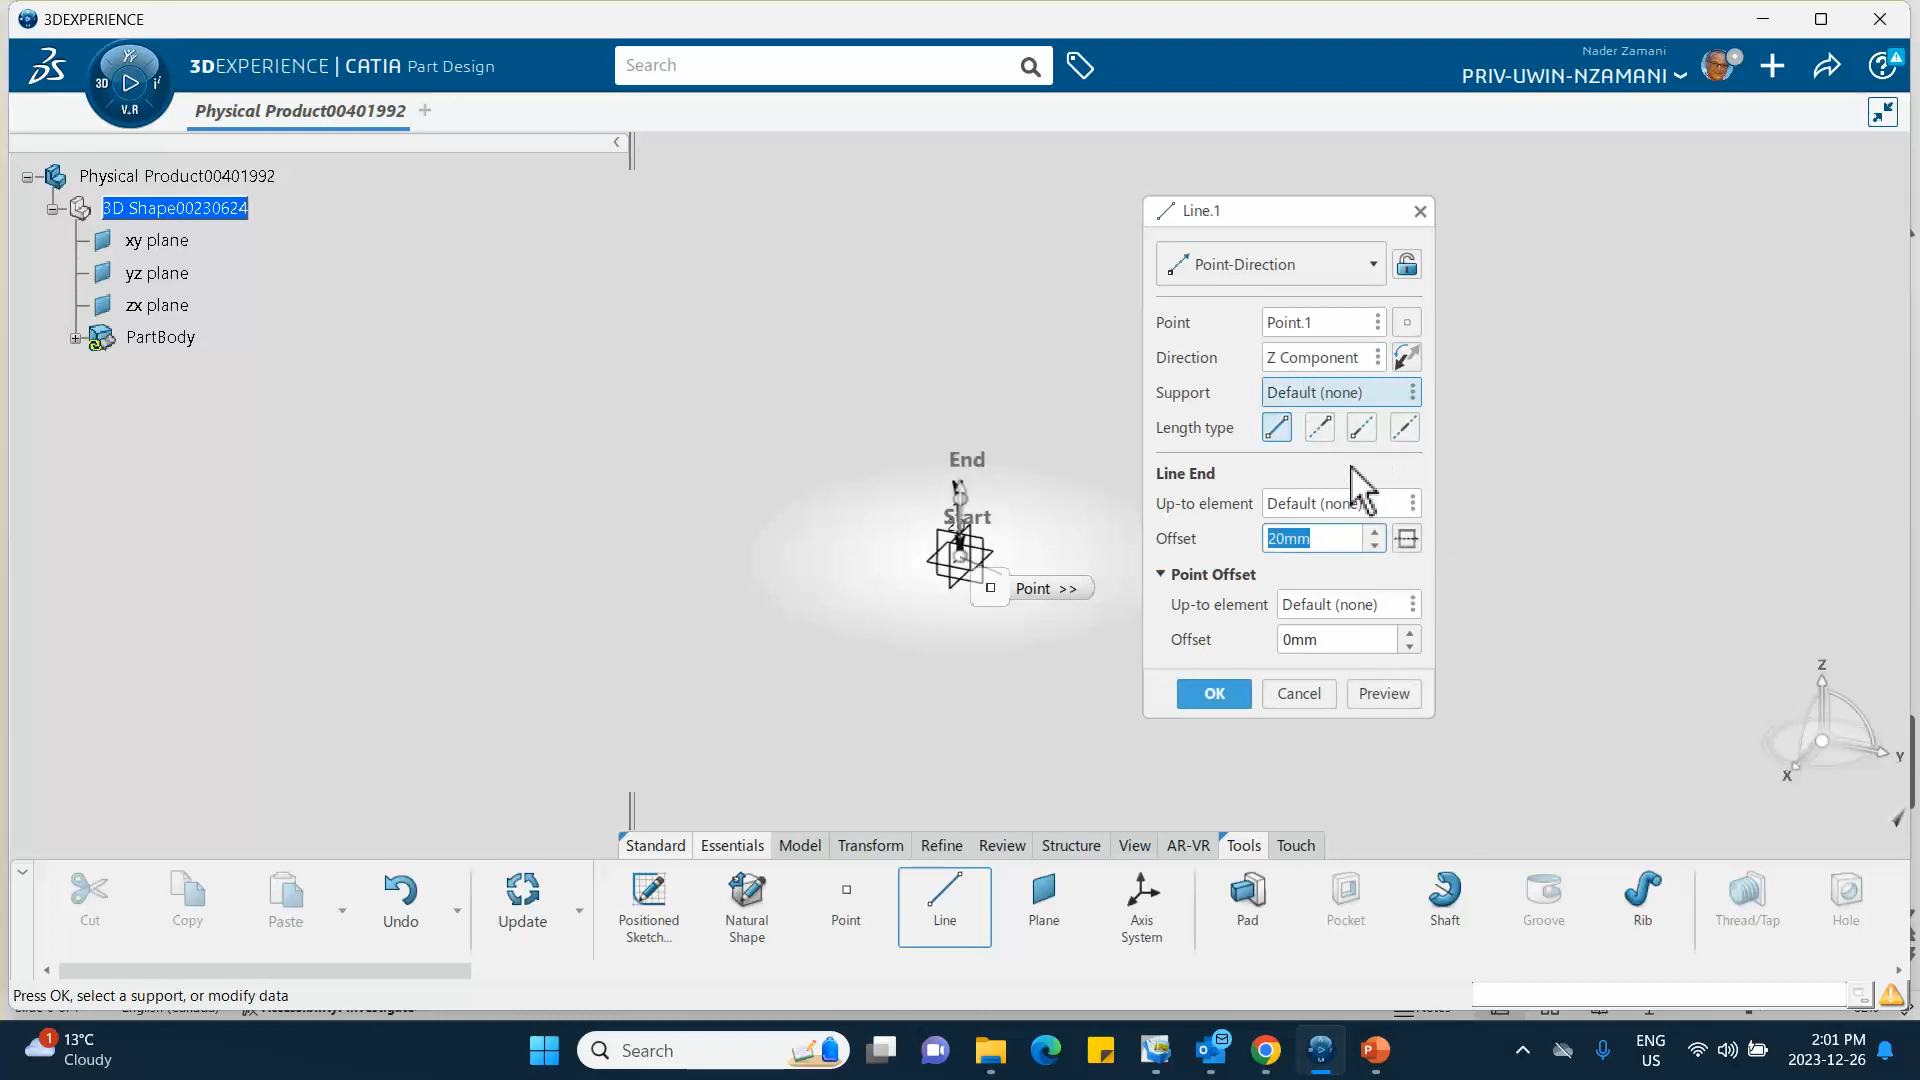 3DEXPERIENCE
3DEXPERIENCE | CATIA Part Design
3D
V.R
Search
Nader Zamani
PRIV-UWIN-NZAMANI
Physical Product00401992
Physical Product00401992
3D Shape00230624
xy plane
yz plane
zx plane
PartBody
End
Start
Point >>
Line.1
Point-Direction
Point Point.1
Direction Z Component
Support Default (none)
Length type
Line End
Up-to element Default (none)
Offset 20mm
Point Offset
Up-to element Default (none)
Offset 0mm
OK Cancel Preview
Z
Y
X
Standard Essentials Model Transform Refine Review Structure View AR-VR Tools Touch
Cut
Copy
Paste
Undo
Update
Positioned
Sketch...
Natural
Shape
Point
Line
Plane
Axis
System
Pad
Pocket
Shaft
Groove
Rib
Thread/Tap
Hole
Press OK, select a support, or modify data
1
13°C
Cloudy
Search
ENG
US
2:01 PM
2023-12-26